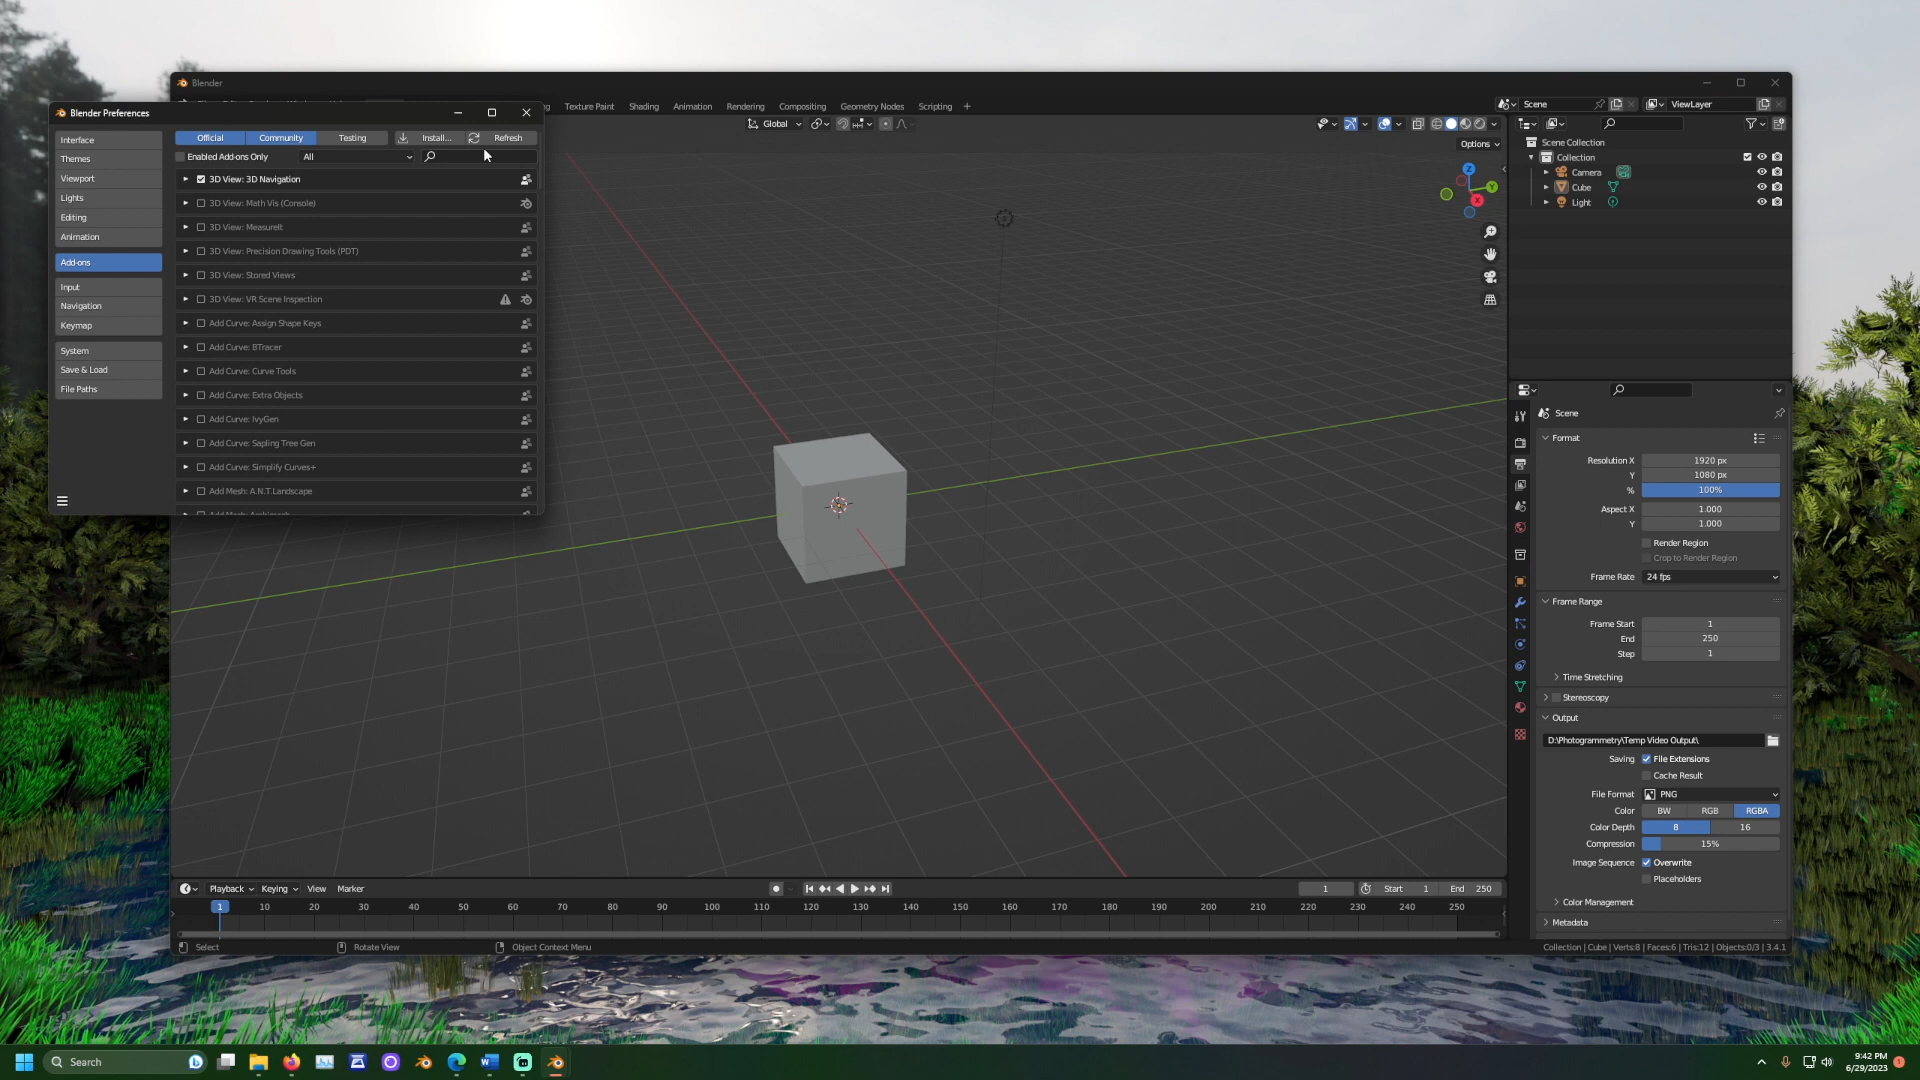 Blender
ng Texture Paint Shading Animation Rendering Compositing Geometry Nodes Scripting +
Scene ViewLayer
Blender Preferences
Interface
Themes
Viewport
Lights
Editing
Animation
Add-ons
Input
Navigation
Keymap
System
Save & Load
File Paths
Official Community Testing Install... Refresh
Enabled Add-ons Only All
3D View: 3D Navigation
3D View: Math Vis (Console)
3D View: MeasureIt
3D View: Precision Drawing Tools (PDT)
3D View: Stored Views
3D View: VR Scene Inspection
Add Curve: Assign Shape Keys
Add Curve: BTracer
Add Curve: Curve Tools
Add Curve: Extra Objects
Add Curve: IvyGen
Add Curve: Sapling Tree Gen
Add Curve: Simplify Curves+
Add Mesh: A.N.T.Landscape
Global
Options
Z
Y
X
Scene Collection
Collection
Camera
Cube
Light
Scene
Format
Resolution X 1920 px
Y 1080 px
% 100%
Aspect X 1.000
Y 1.000
Render Region
Crop to Render Region
Frame Rate 24 fps
Frame Range
Frame Start 1
End 250
Step 1
Time Stretching
Stereoscopy
Output
D:\Photogrammetry\Temp Video Output\
Saving File Extensions
Cache Result
File Format PNG
Color BW RGB RGBA
Color Depth 8 16
Compression 15%
Image Sequence Overwrite
Placeholders
Color Management
Metadata
Playback Keying View Marker
1 Start 1 End 250
1 10 20 30 40 50 60 70 80 90 100 110 120 130 140 150 160 170 180 190 200 210 220 230 240 250
Select Rotate View Object Context Menu
Collection | Cube | Verts:8 | Faces:6 | Tris:12 | Objects:0/3 | 3.4.1
Search
9:42 PM
6/29/2023
1